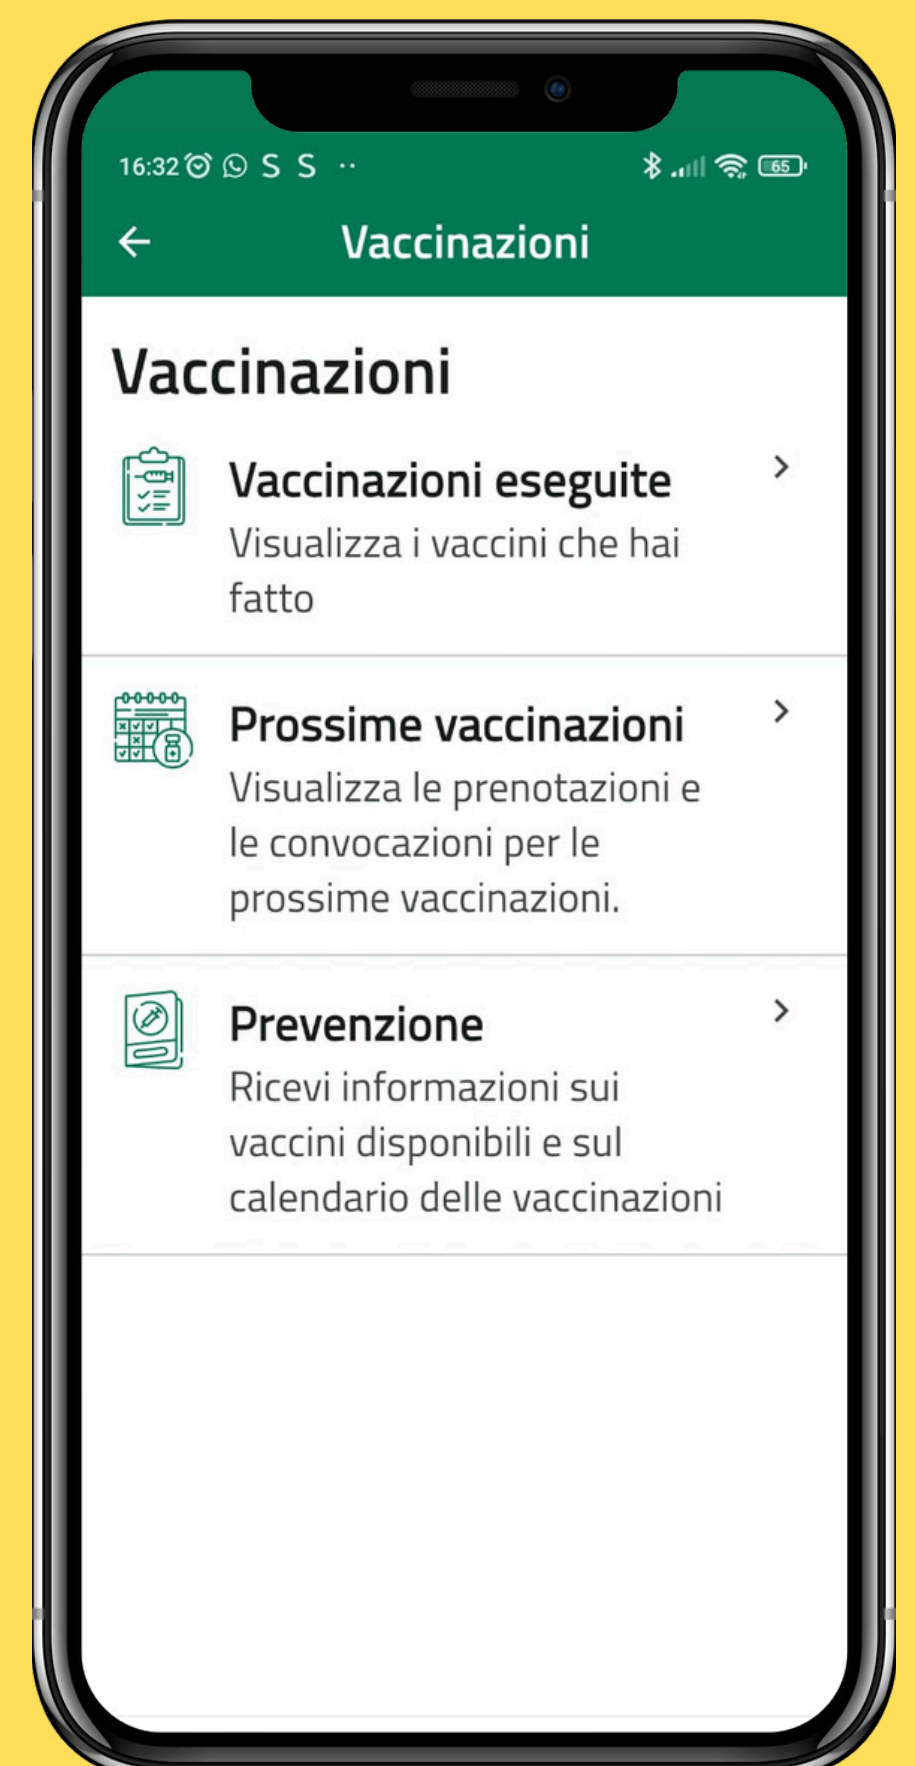 16:32 S S ..
65
Vaccinazioni
Vaccinazioni
Vaccinazioni eseguite
Visualizza i vaccini che hai
fatto
Prossime vaccinazioni
Visualizza le prenotazioni e
le convocazioni per le
prossime vaccinazioni.
Prevenzione
Ricevi informazioni sui
vaccini disponibili e sul
calendario delle vaccinazioni